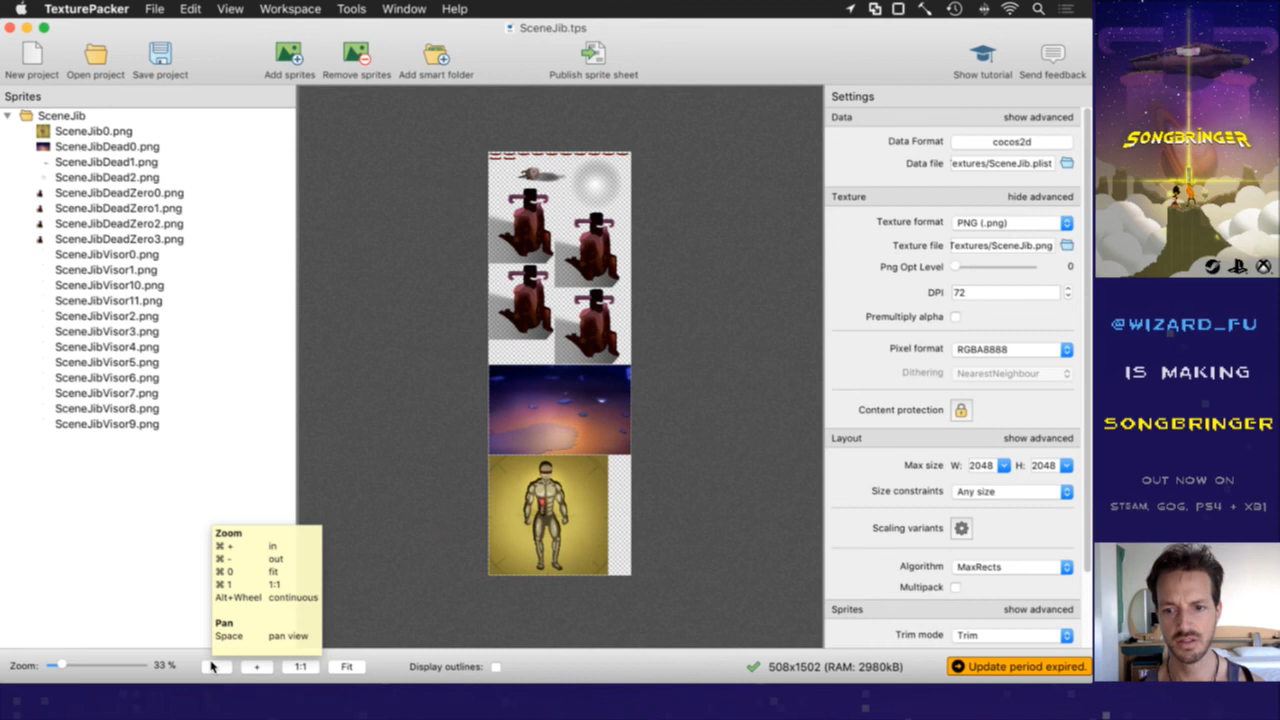 TexturePacker File Edit View Workspace Tools Window Help
SceneJib.tps
New project Open project Save project Add sprites Remove sprites Add smart folder Publish sprite sheet Show tutorial Send feedback
Sprites
SceneJib
SceneJib0.png
SceneJibDead0.png
SceneJibDead1.png
SceneJibDead2.png
SceneJibDeadZero0.png
SceneJibDeadZero1.png
SceneJibDeadZero2.png
SceneJibDeadZero3.png
SceneJibVisor0.png
SceneJibVisor1.png
SceneJibVisor10.png
SceneJibVisor11.png
SceneJibVisor2.png
SceneJibVisor3.png
SceneJibVisor4.png
SceneJibVisor5.png
SceneJibVisor6.png
SceneJibVisor7.png
SceneJibVisor8.png
SceneJibVisor9.png
Zoom
⌘ + in
⌘ - out
⌘ 0 fit
⌘ 1 1:1
Alt+Wheel continuous
Pan
Space pan view
Zoom: 33 % + 1:1 Fit Display outlines: 508x1502 (RAM: 2980kB) Update period expired.
Settings
Data show advanced
Data Format cocos2d
Data file extures/SceneJib.plist
Texture hide advanced
Texture format PNG (.png)
Texture file Textures/SceneJib.png
Png Opt Level 0
DPI 72
Premultiply alpha
Pixel format RGBA8888
Dithering NearestNeighbour
Content protection
Layout show advanced
Max size W: 2048 H: 2048
Size constraints Any size
Scaling variants
Algorithm MaxRects
Multipack
Sprites show advanced
Trim mode Trim
SONGBRINGER
@WIZARD_FU
IS MAKING
SONGBRINGER
OUT NOW ON
STEAM, GOG, PS4 + XB1